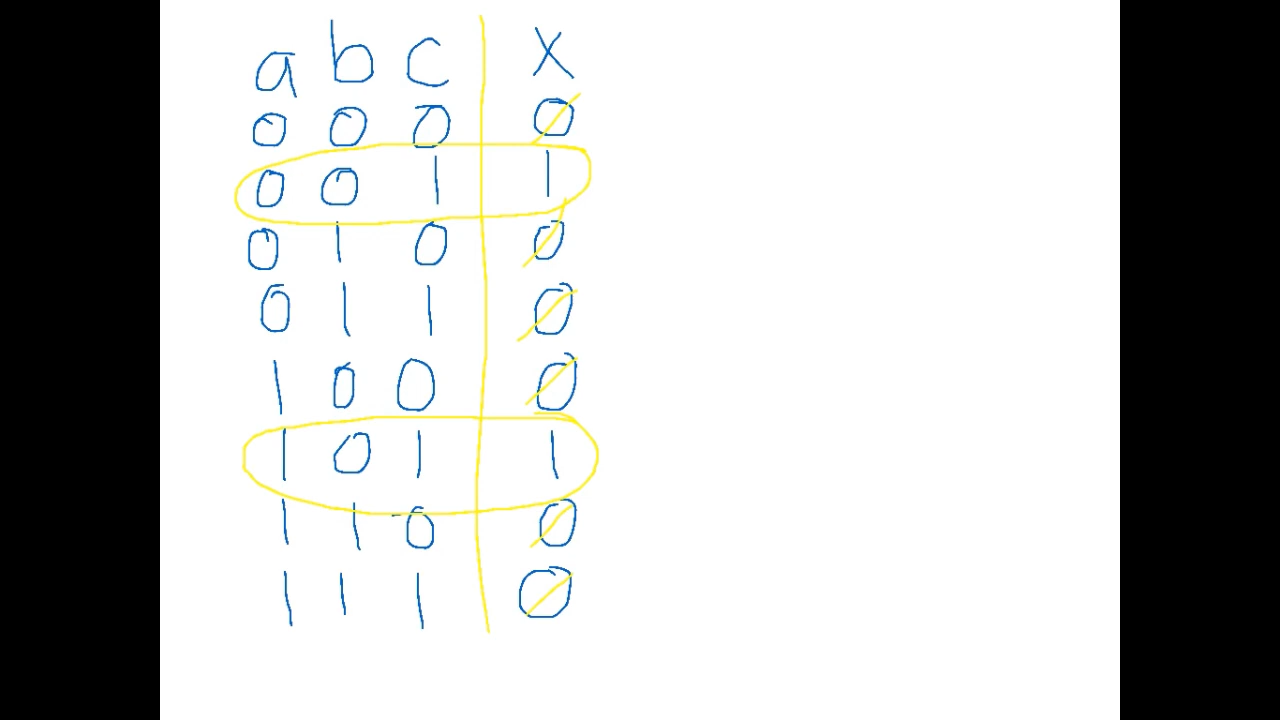 a b c x
0 0 0 0
0 0 1 1
0 1 0 0
0 1 1 0
1 0 0 0
1 0 1 1
1 1 0 0
1 1 1 0